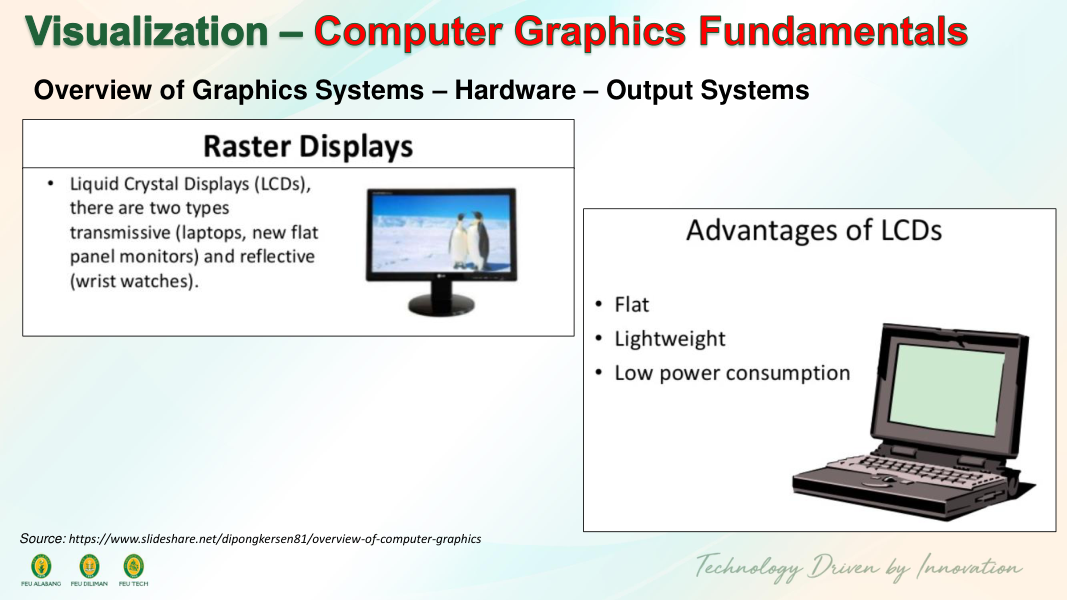 Visualization – Computer Graphics Fundamentals
Overview of Graphics Systems – Hardware – Output Systems
Raster Displays
• Liquid Crystal Displays (LCDs),
there are two types
transmissive (laptops, new flat
panel monitors) and reflective
(wrist watches).
Advantages of LCDs
• Flat
• Lightweight
• Low power consumption
Source: https://www.slideshare.net/dipongkersen81/overview-of-computer-graphics
FEU ALABANG FEU DILIMAN FEU TECH
Technology Driven by Innovation